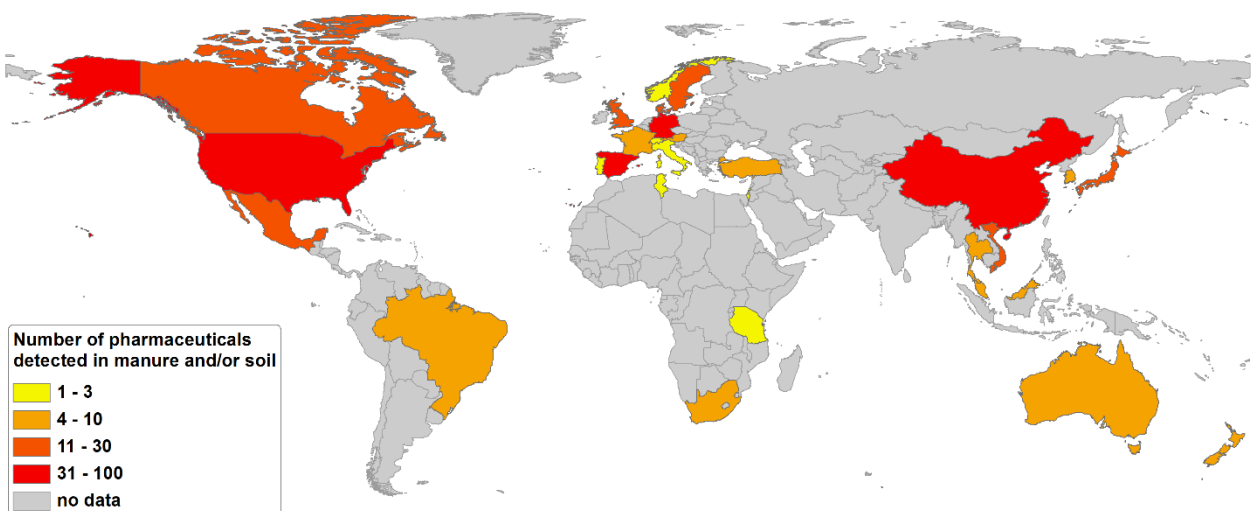 Number of pharmaceuticals
detected in manure and/or soil
1 - 3
4 - 10
11 - 30
31 - 100
no data